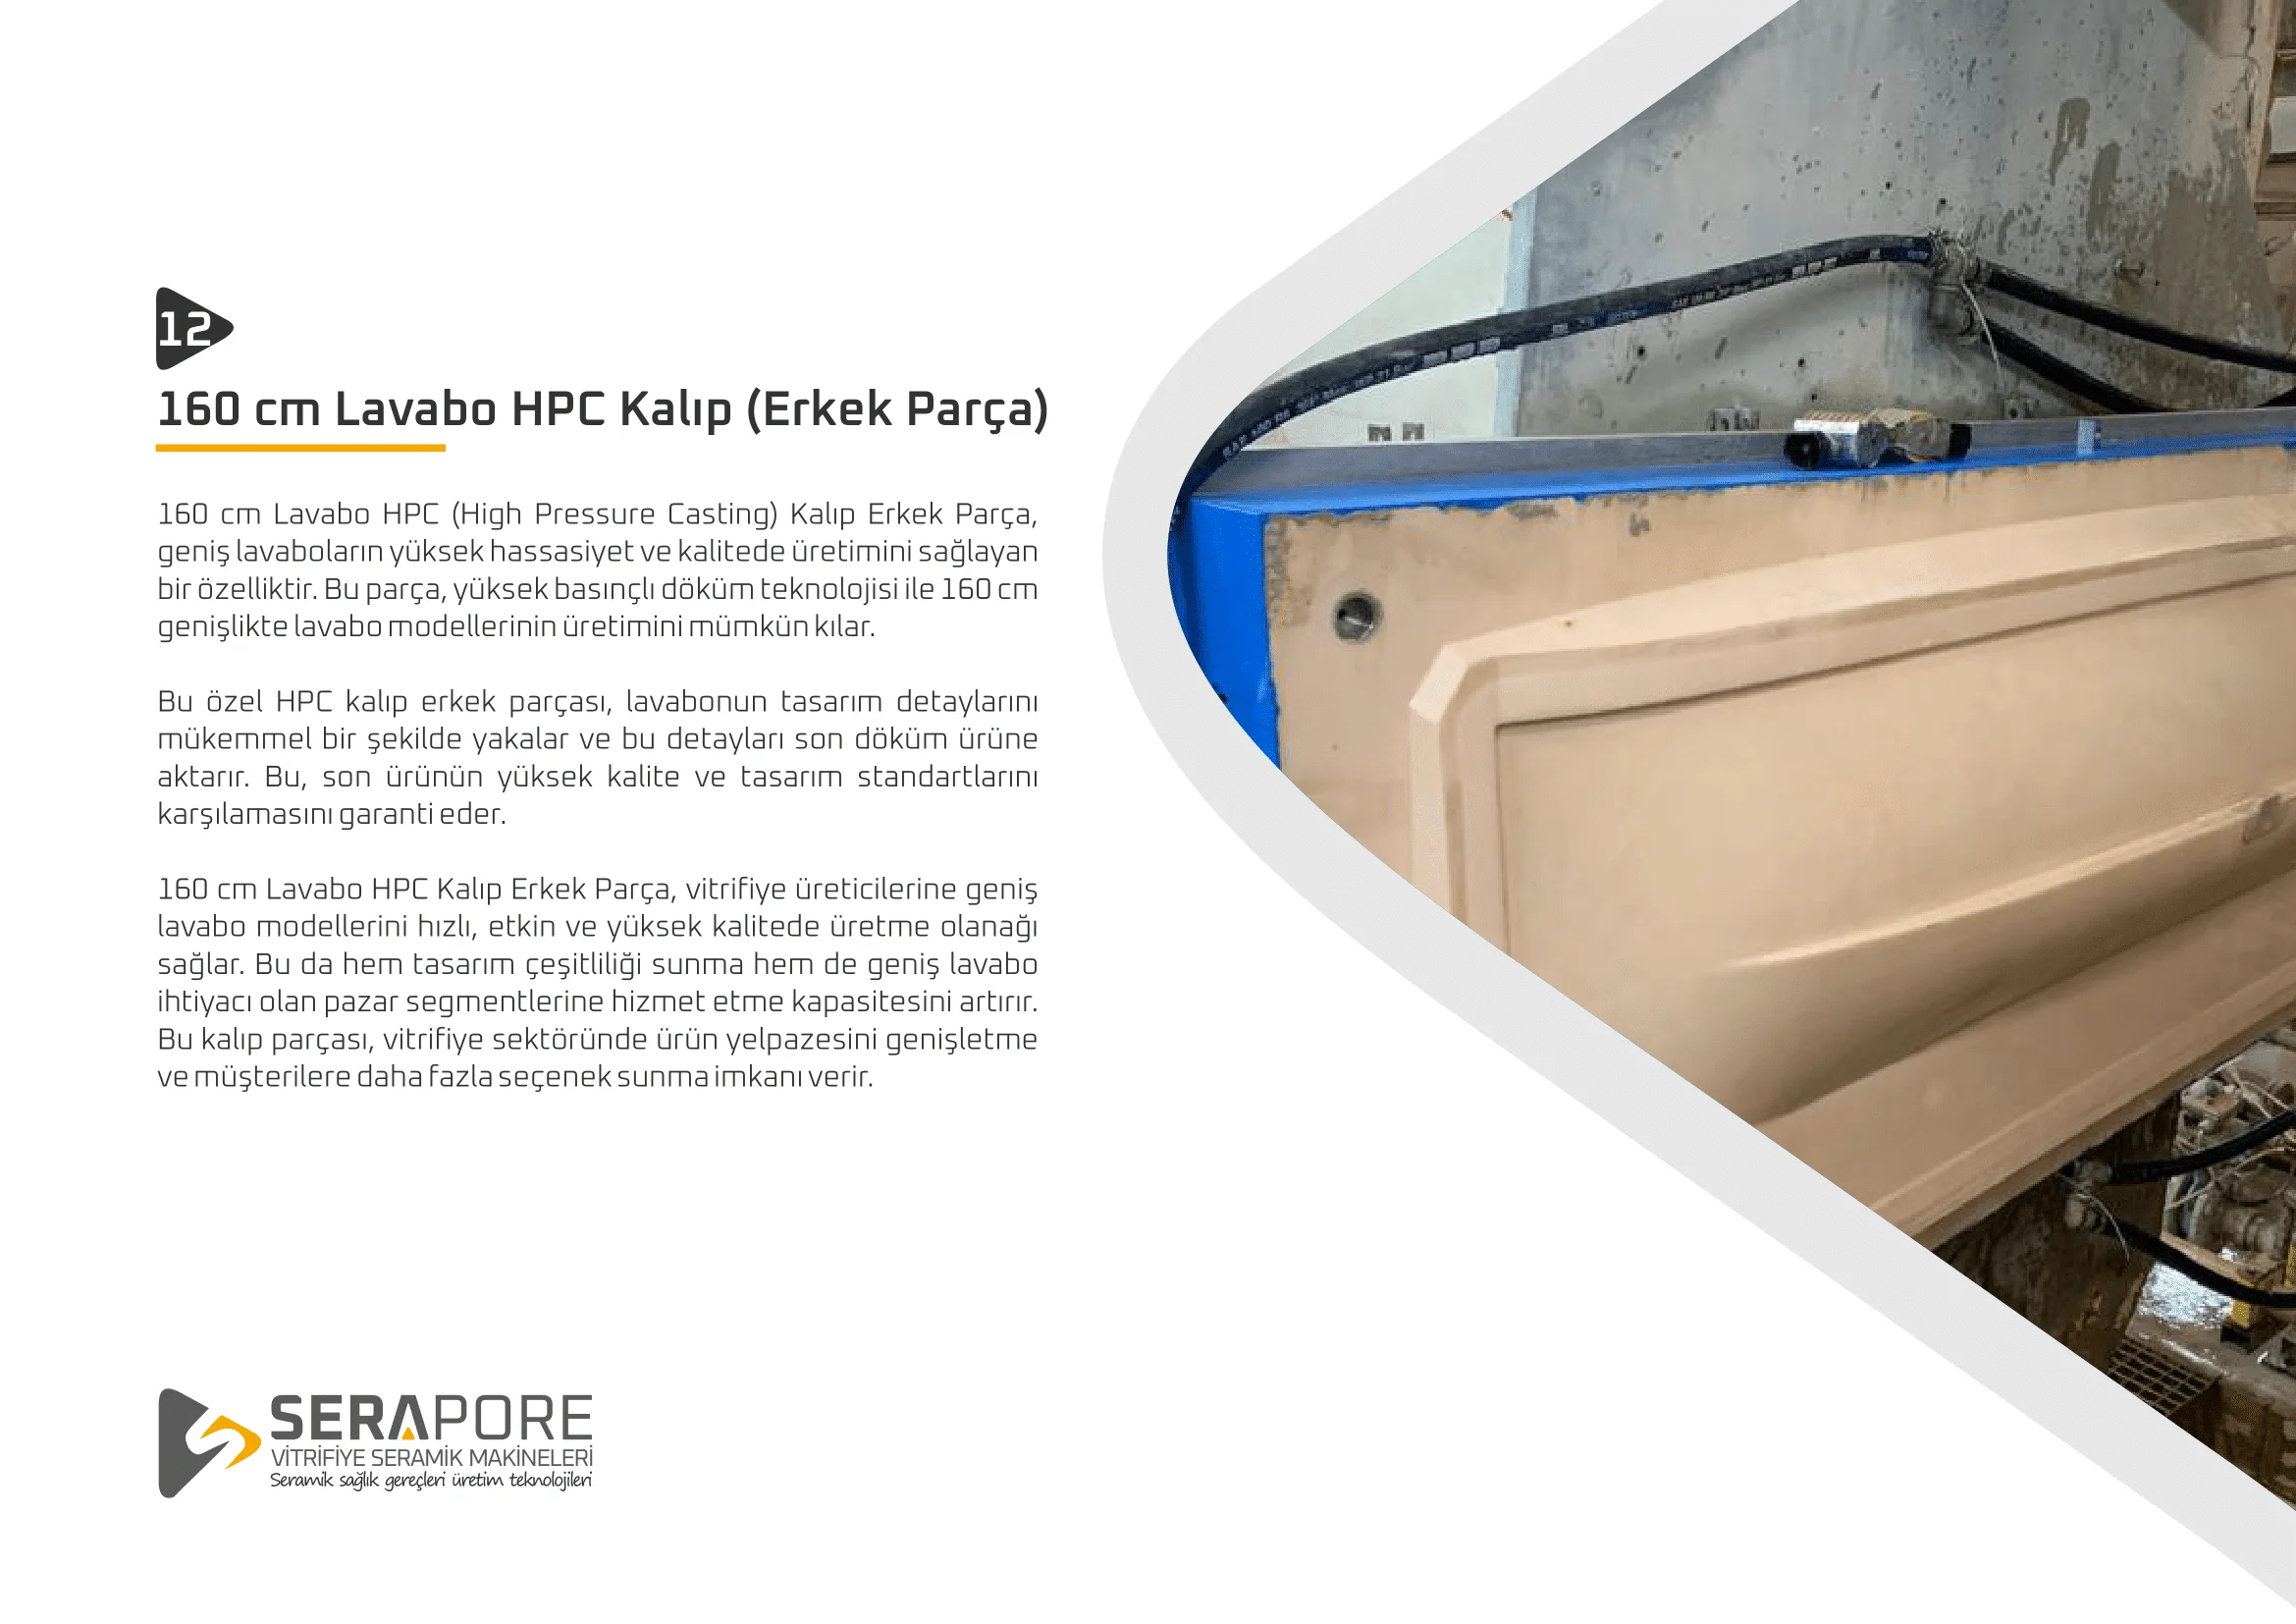 12
160 cm Lavabo HPC Kalıp (Erkek Parça)
160 cm Lavabo HPC (High Pressure Casting) Kalıp Erkek Parça,
geniş lavaboların yüksek hassasiyet ve kalitede üretimini sağlayan
bir özelliktir. Bu parça, yüksek basınçlı döküm teknolojisi ile 160 cm
genişlikte lavabo modellerinin üretimini mümkün kılar.
Bu özel HPC kalıp erkek parçası, lavabonun tasarım detaylarını
mükemmel bir şekilde yakalar ve bu detayları son döküm ürüne
aktarır. Bu, son ürünün yüksek kalite ve tasarım standartlarını
karşılamasını garanti eder.
160 cm Lavabo HPC Kalıp Erkek Parça, vitrifiye üreticilerine geniş
lavabo modellerini hızlı, etkin ve yüksek kalitede üretme olanağı
sağlar. Bu da hem tasarım çeşitliliği sunma hem de geniş lavabo
ihtiyacı olan pazar segmentlerine hizmet etme kapasitesini artırır.
Bu kalıp parçası, vitrifiye sektöründe ürün yelpazesini genişletme
ve müşterilere daha fazla seçenek sunma imkanı verir.
SERAPORE
VİTRİFİYE SERAMİK MAKİNELERİ
Seramik sağlık gereçleri üretim teknolojileri